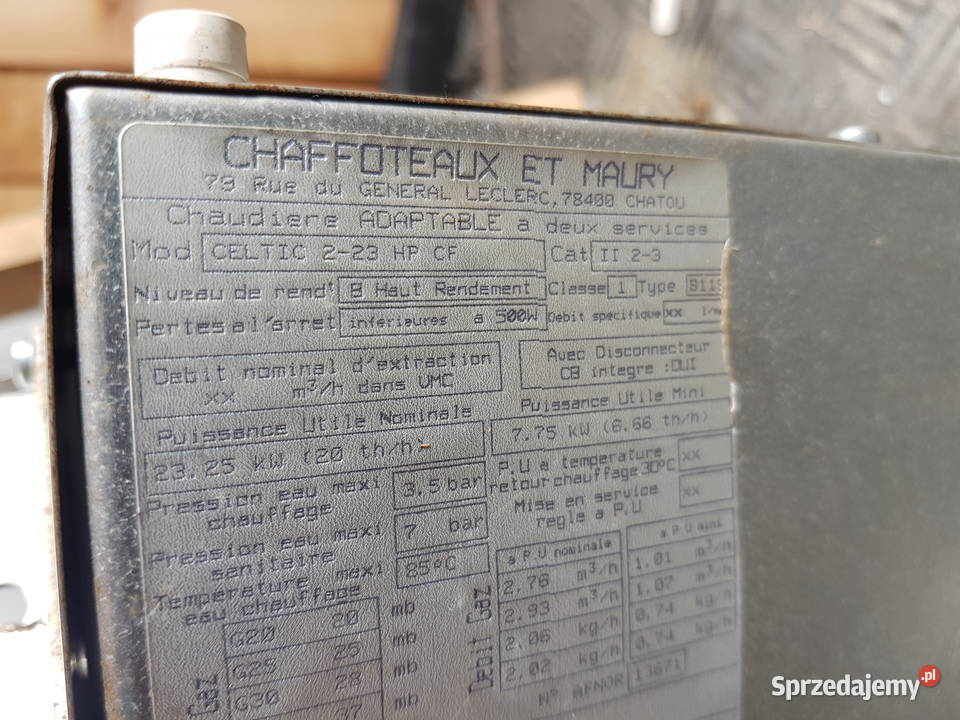 CHAFFOTEAUX ET MAURY
79 Rue du GENERAL LECLERC, 78400 CHATOU
Chaudiere ADAPTABLE a deux services
Mod CELTIC 2-23 HP CF Cat II 2-3
Niveau de rend' B Haut Rendement Classe 1 Type
Pertes a l'arret inferieures a 500W Debit specifique xx
Debit nominal d'extraction
xx m³/h dans VMC
Avec Disconnecteur
CB integre :OUI
Puissance Utile Nominale
23.25 kW (20 th/h
Puissance Utile Mini
7.75 kW (6.66 th/h)
Pression eau maxi
chauffage
3.5 bar
P.U a temperature
retour chauffage 30°C
xx
Pression eau maxi
sanitaire
7 bar
Mise en service
regle a P.U
xx
Temperature maxi
eau chauffage
85°C
Gaz
G20 20 mb
G25 25 mb
G30 28 mb
37 mb
Debit Gaz
a P.U nominale
2,76 m³/h
2,93 m³/h
2,06 kg/h
2,02 kg/h
a P.U mini
1.01 m³/h
1.07 m³/h
0.74 kg/h
0.74 kg/h
N° AFNOR 13671
Sprzedajemy.pl